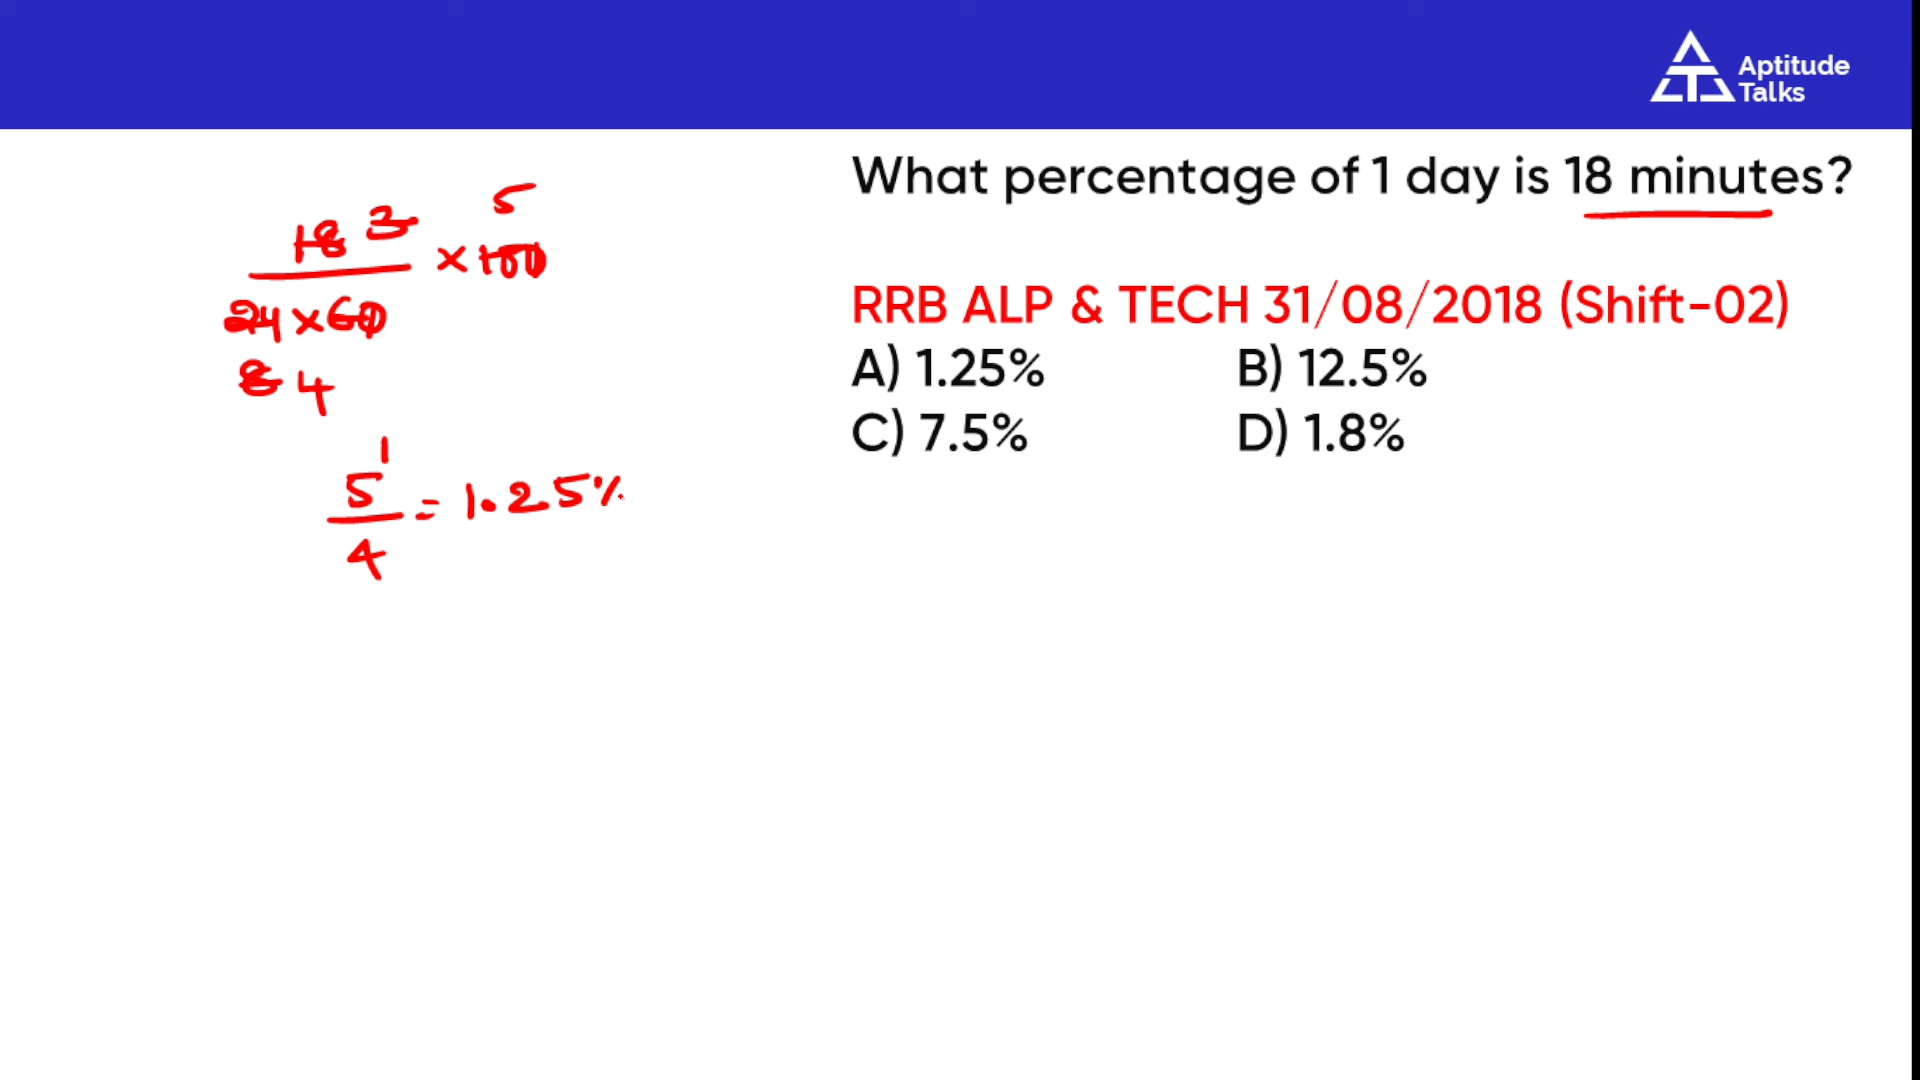 Aptitude
Talks
What percentage of 1 day is 18 minutes?
RRB ALP & TECH 31/08/2018 (Shift-02)
A) 1.25% B) 12.5%
C) 7.5% D) 1.8%
5
18 3
× 100
24 × 60
8 4
1
5
= 1.25%
4